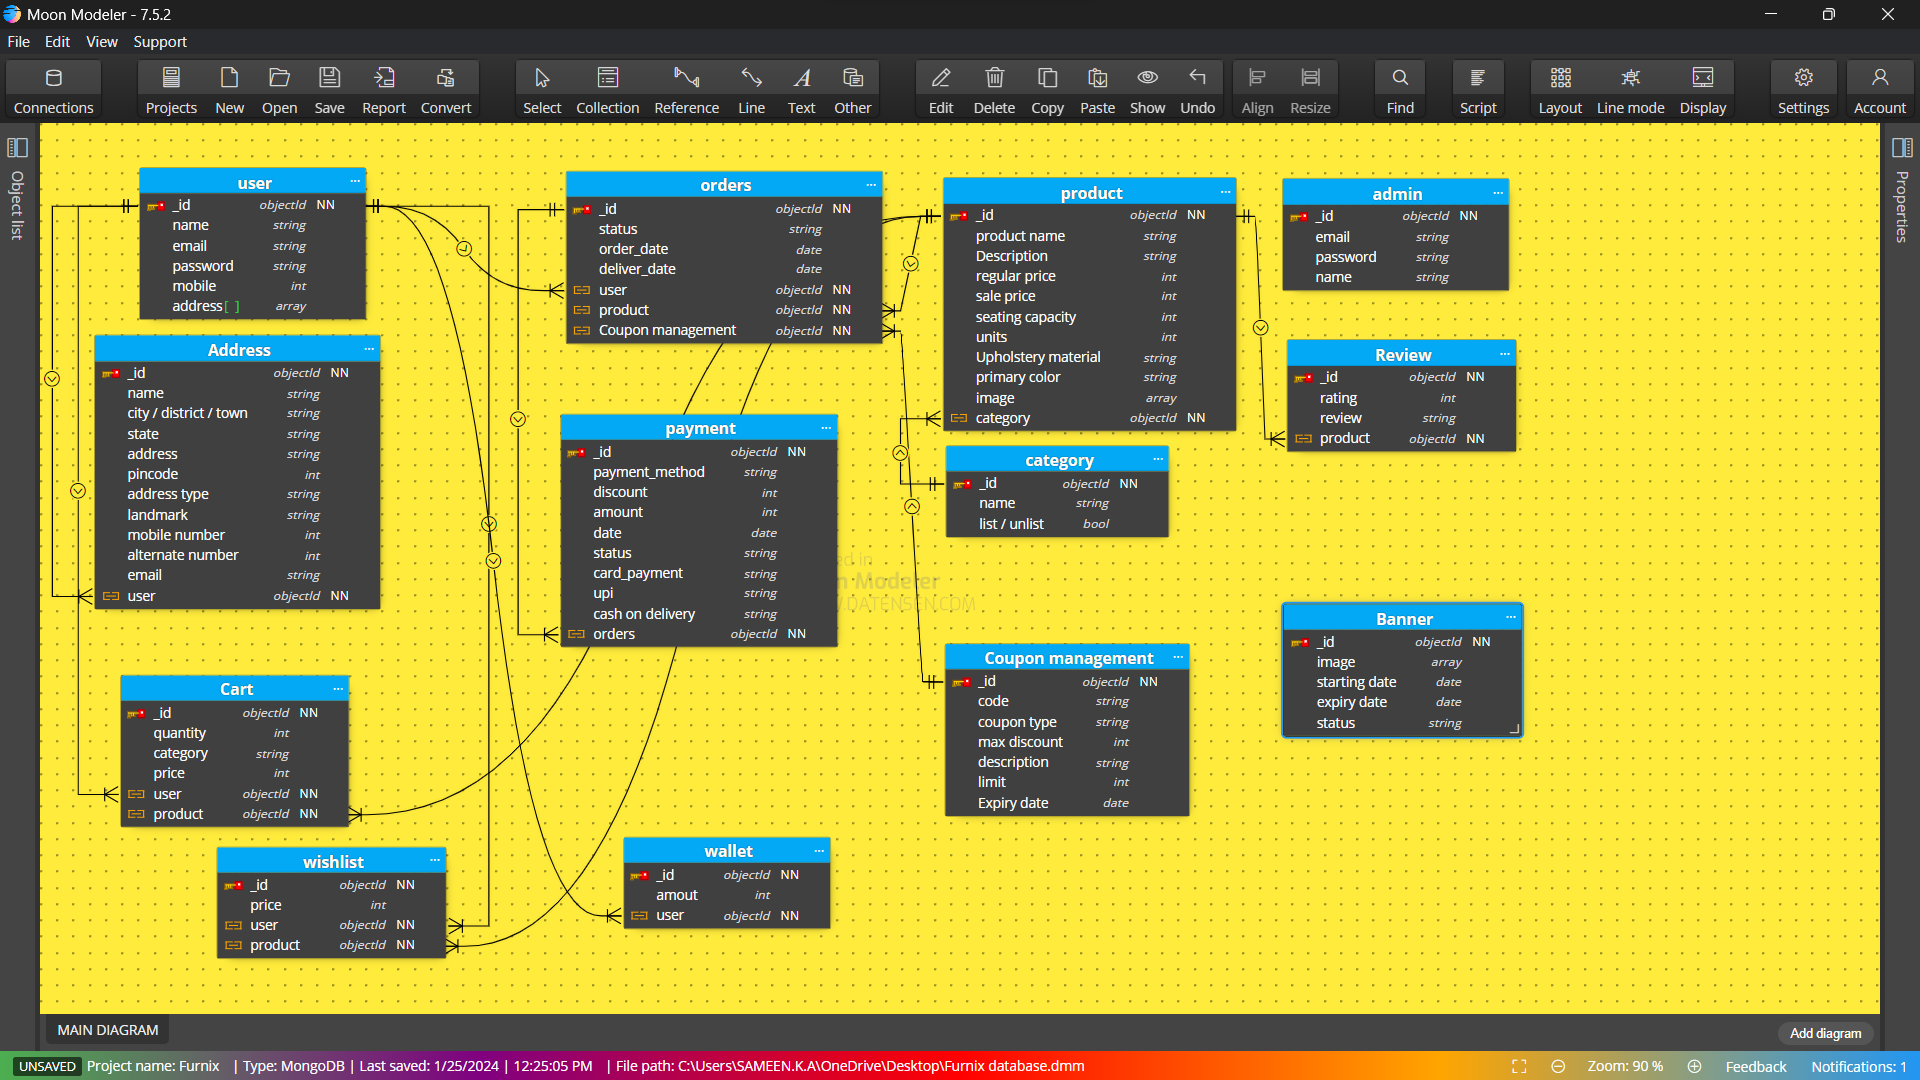 Moon Modeler - 7.5.2
File Edit View Support
Connections Projects New Open Save Report Convert Select Collection Reference Line Text Other Edit Delete Copy Paste Show Undo Align Resize Find Script Layout Line mode Display Settings Account
Object list
Properties
user
_id objectId NN
name string
email string
password string
mobile int
address[ ] array
Address
_id objectId NN
name string
city / district / town string
state string
address string
pincode int
address type string
landmark string
mobile number int
alternate number int
email string
user objectId NN
Cart
_id objectId NN
quantity int
category string
price int
user objectId NN
product objectId NN
wishlist
_id objectId NN
price int
user objectId NN
product objectId NN
orders
_id objectId NN
status string
order_date date
deliver_date date
user objectId NN
product objectId NN
Coupon management objectId NN
payment
_id objectId NN
payment_method string
discount int
amount int
date date
status string
card_payment string
upi string
cash on delivery string
orders objectId NN
wallet
_id objectId NN
amout int
user objectId NN
product
_id objectId NN
product name string
Description string
regular price int
sale price int
seating capacity int
units int
Upholstery material string
primary color string
image array
category objectId NN
category
_id objectId NN
name string
list / unlist bool
Modeler
Coupon management
_id objectId NN
code string
coupon type string
max discount int
description string
limit int
Expiry date date
admin
_id objectId NN
email string
password string
name string
Review
_id objectId NN
rating int
review string
product objectId NN
Banner
_id objectId NN
image array
starting date date
expiry date date
status string
MAIN DIAGRAM
Add diagram
UNSAVED Project name: Furnix | Type: MongoDB | Last saved: 1/25/2024 | 12:25:05 PM | File path: C:\Users\SAMEEN.K.A\OneDrive\Desktop\Furnix database.dmm Zoom: 90 % Feedback Notifications: 1